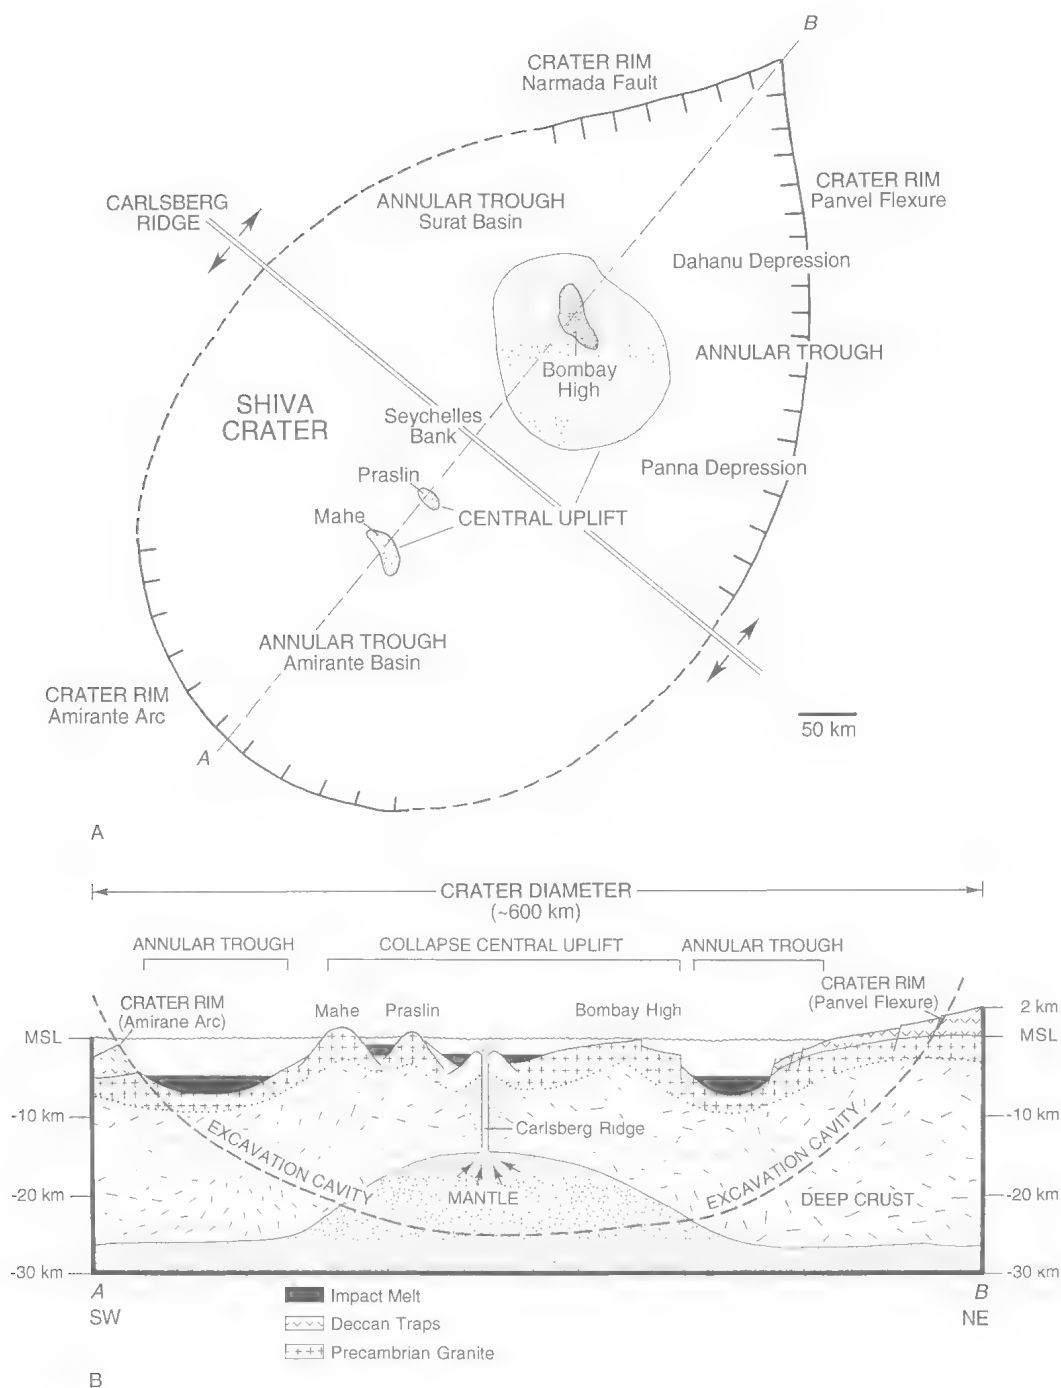 B
CRATER RIM
Narmada Fault
CRATER RIM
Panvel Flexure
CARLSBERG
RIDGE
ANNULAR TROUGH
Surat Basin
Dahanu Depression
ANNULAR TROUGH
Bombay
High
SHIVA
CRATER
Seychelles
Bank
Praslin
Panna Depression
Mahe
CENTRAL UPLIFT
ANNULAR TROUGH
Amirante Basin
CRATER RIM
Amirante Arc
A
50 km
A
CRATER DIAMETER
(~600 km)
ANNULAR TROUGH
COLLAPSE CENTRAL UPLIFT
ANNULAR TROUGH
CRATER RIM
(Amirane Arc)
Mahe
Praslin
Bombay High
CRATER RIM
(Panvel Flexure)
2 km
MSL
MSL
-10 km
-10 km
Carlsberg Ridge
EXCAVATION CAVITY
EXCAVATION CAVITY
MANTLE
DEEP CRUST
-20 km
-20 km
-30 km
-30 km
A
B
SW
NE
Impact Melt
Deccan Traps
Precambrian Granite
B